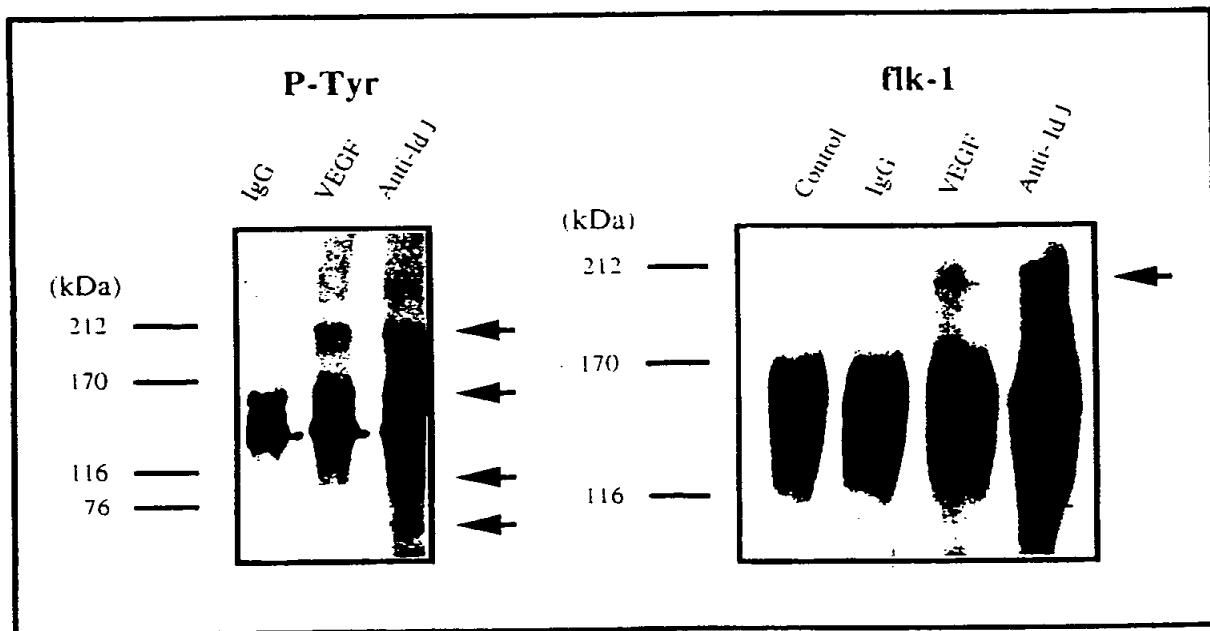 P-Tyr
IgG
VEGF
Anti-Id J
(kDa)
212
170
116
76
flk-1
Control
IgG
VEGF
Anti-Id J
(kDa)
212
170
116